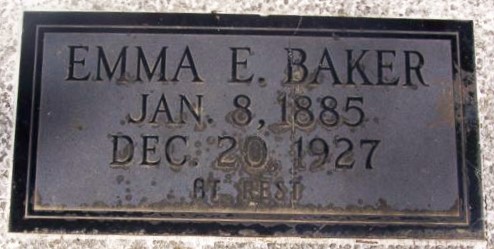 EMMA E. BAKER
JAN. 8, 1885
DEC. 20, 1927
AT REST